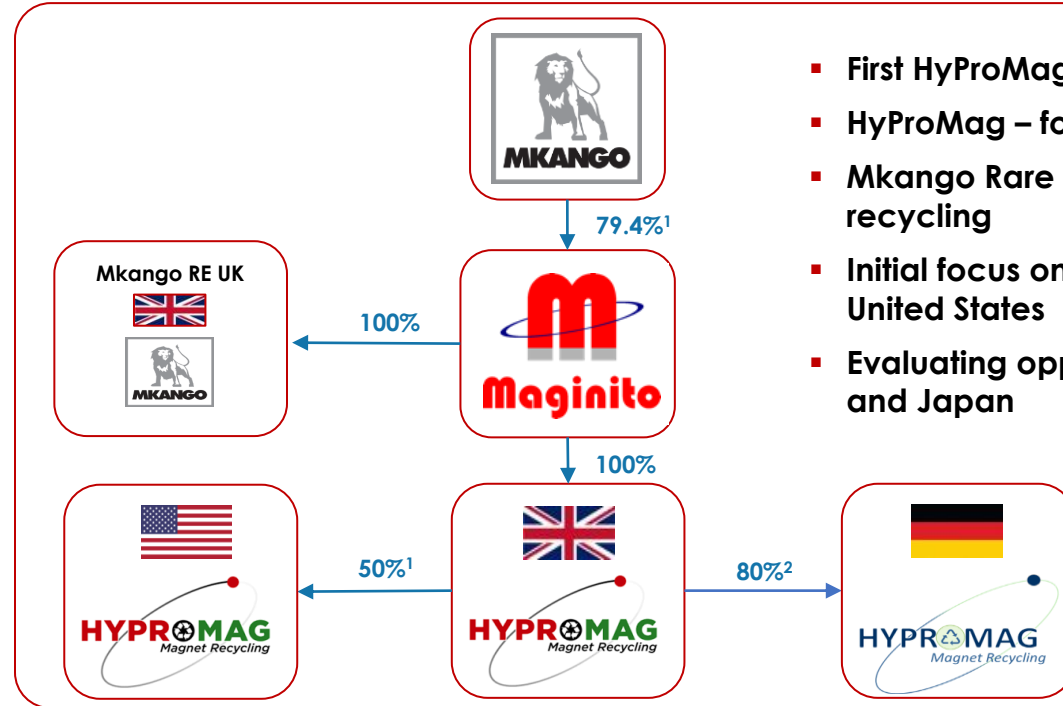 MKANGO
79.4%1
Mkango RE UK
MKANGO
100%
Maginito
100%
HYPROMAG
Magnet Recycling
50%1
HYPROMAG
Magnet Recycling
80%2
HYPROMAG
Magnet Recycling
▪ First HyProMag
▪ HyProMag – fo
▪ Mkango Rare
recycling
▪ Initial focus on
United States
▪ Evaluating opp
and Japan